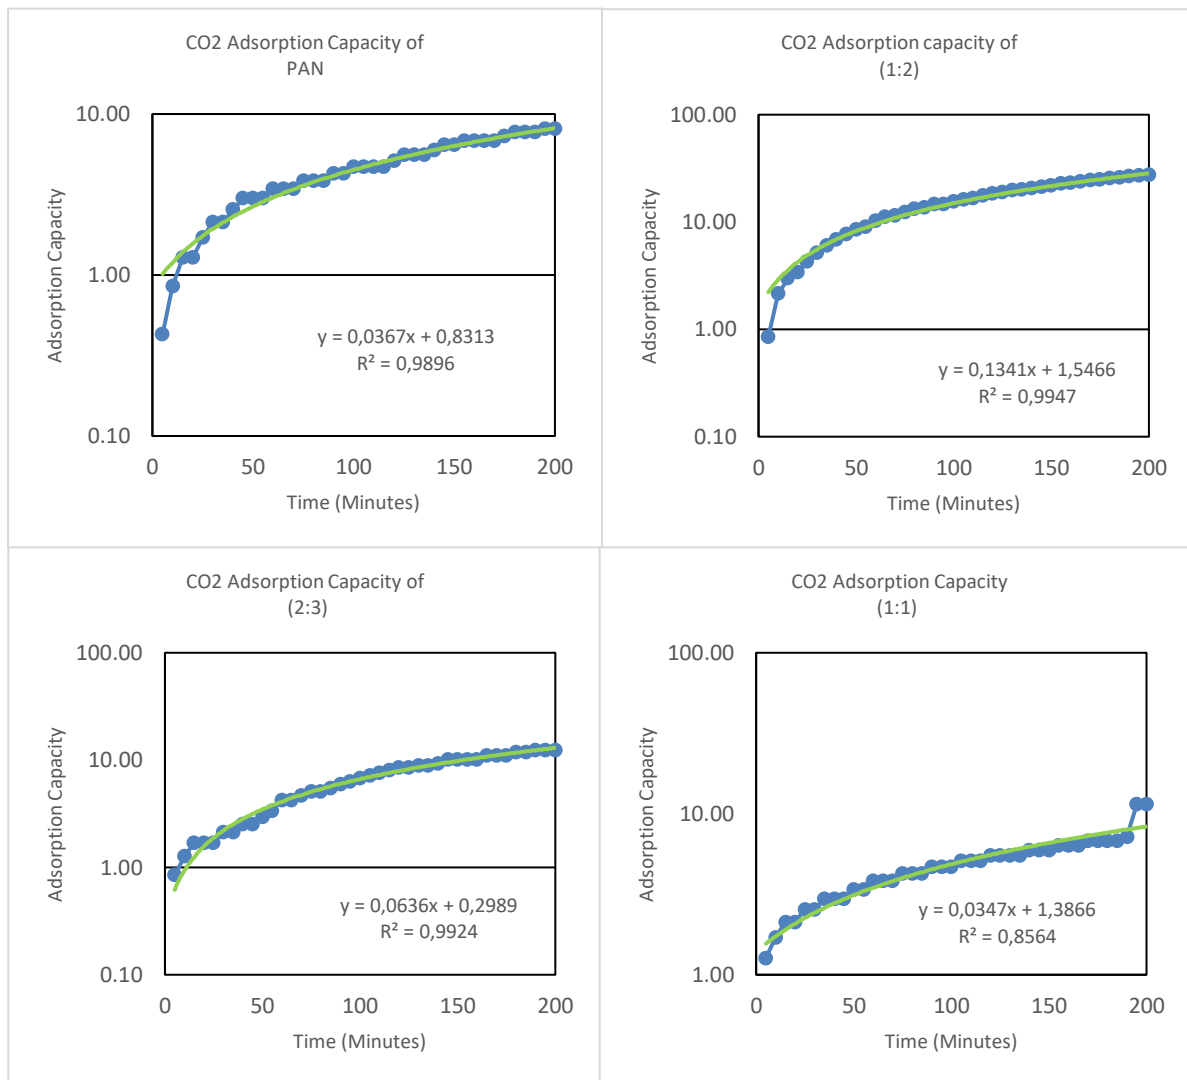 CO2 Adsorption Capacity of
PAN
10.00
1.00
0.10
Adsorption Capacity
y = 0,0367x + 0,8313
R² = 0,9896
0 50 100 150 200
Time (Minutes)
CO2 Adsorption capacity of
(1:2)
100.00
10.00
1.00
0.10
Adsorption Capacity
y = 0,1341x + 1,5466
R² = 0,9947
0 50 100 150 200
Time (Minutes)
CO2 Adsorption Capacity of
(2:3)
100.00
10.00
1.00
0.10
Adsorption Capacity
y = 0,0636x + 0,2989
R² = 0,9924
0 50 100 150 200
Time (Minutes)
CO2 Adsorption Capacity
(1:1)
100.00
10.00
1.00
Adsorption Capacity
y = 0,0347x + 1,3866
R² = 0,8564
0 50 100 150 200
Time (Minutes)